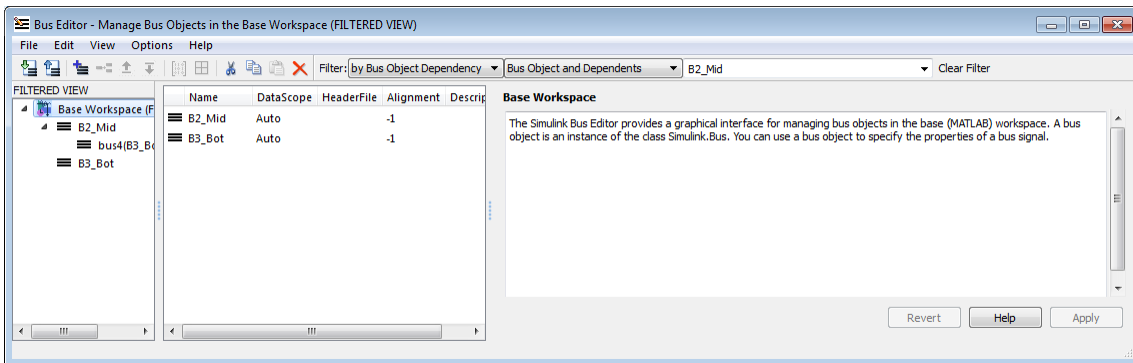 Bus Editor - Manage Bus Objects in the Base Workspace (FILTERED VIEW)
File Edit View Options Help
Filter: by Bus Object Dependency Bus Object and Dependents B2_Mid Clear Filter
FILTERED VIEW
Base Workspace (F
B2_Mid
bus4(B3_Bo
B3_Bot
Name DataScope HeaderFile Alignment Descrip
B2_Mid Auto -1
B3_Bot Auto -1
Base Workspace
The Simulink Bus Editor provides a graphical interface for managing bus objects in the base (MATLAB) workspace. A bus
object is an instance of the class Simulink.Bus. You can use a bus object to specify the properties of a bus signal.
Revert Help Apply